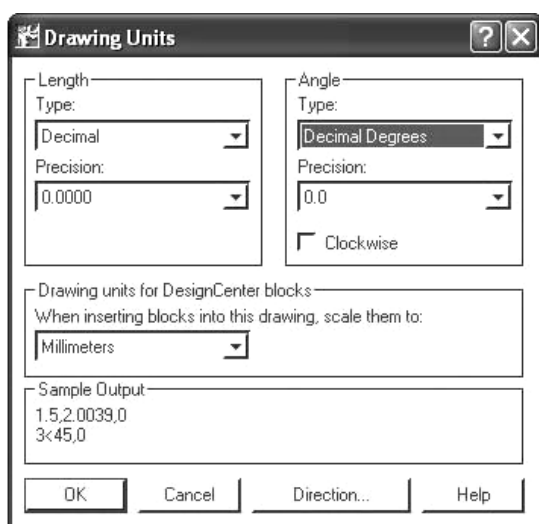 Drawing Units
Length
Type:
Decimal
Precision:
0.0000
Angle
Type:
Decimal Degrees
Precision:
0.0
Clockwise
Drawing units for DesignCenter blocks
When inserting blocks into this drawing, scale them to:
Millimeters
Sample Output
1.5,2.0039,0
3<45,0
OK Cancel Direction... Help